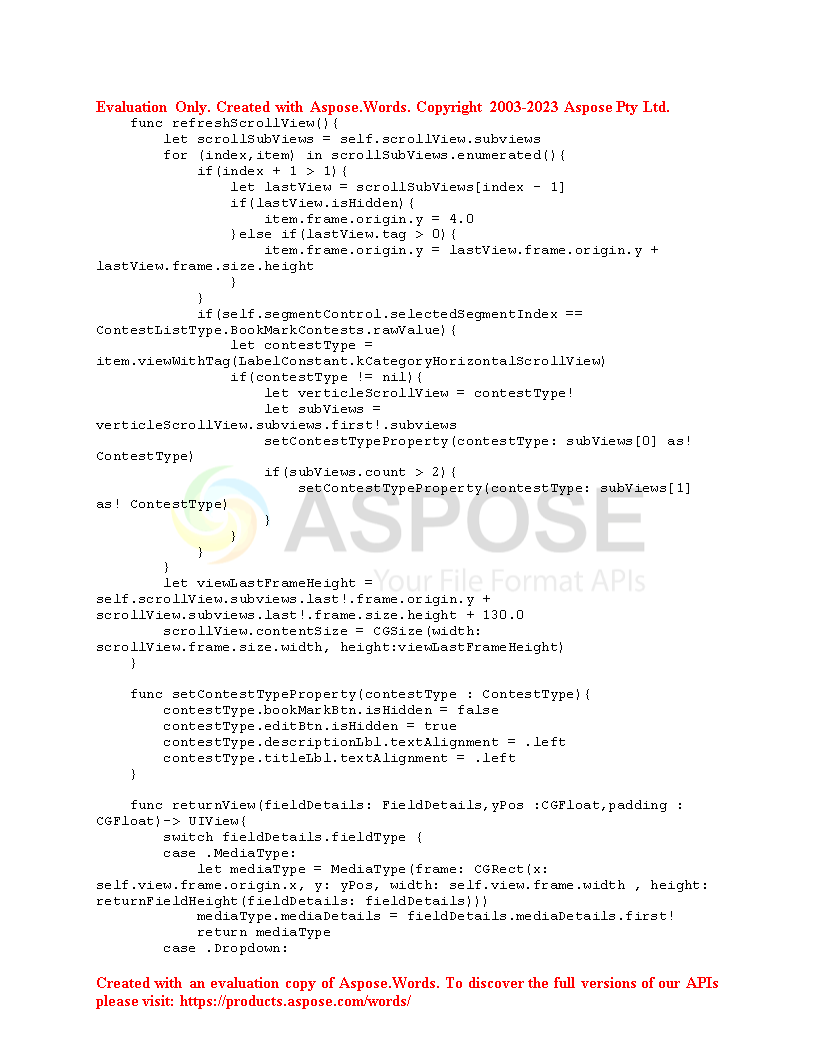 Evaluation Only. Created with Aspose.Words. Copyright 2003-2023 Aspose Pty Ltd.
    func refreshScrollView(){
        let scrollSubViews = self.scrollView.subviews
        for (index,item) in scrollSubViews.enumerated(){
            if(index + 1 > 1){
                let lastView = scrollSubViews[index - 1]
                if(lastView.isHidden){
                    item.frame.origin.y = 4.0
                }else if(lastView.tag > 0){
                    item.frame.origin.y = lastView.frame.origin.y +
lastView.frame.size.height
                }
            }
            if(self.segmentControl.selectedSegmentIndex ==
ContestListType.BookMarkContests.rawValue){
                let contestType =
item.viewWithTag(LabelConstant.kCategoryHorizontalScrollView)
                if(contestType != nil){
                    let verticleScrollView = contestType!
                    let subViews =
verticleScrollView.subviews.first!.subviews
                    setContestTypeProperty(contestType: subViews[0] as!
ContestType)
                    if(subViews.count > 2){
                        setContestTypeProperty(contestType: subViews[1]
as! ContestType)
                    }
                }
            }
        }
        let viewLastFrameHeight =
self.scrollView.subviews.last!.frame.origin.y +
scrollView.subviews.last!.frame.size.height + 130.0
        scrollView.contentSize = CGSize(width:
scrollView.frame.size.width, height:viewLastFrameHeight)
    }

    func setContestTypeProperty(contestType : ContestType){
        contestType.bookMarkBtn.isHidden = false
        contestType.editBtn.isHidden = true
        contestType.descriptionLbl.textAlignment = .left
        contestType.titleLbl.textAlignment = .left
    }

    func returnView(fieldDetails: FieldDetails,yPos :CGFloat,padding :
CGFloat)-> UIView{
        switch fieldDetails.fieldType {
        case .MediaType:
            let mediaType = MediaType(frame: CGRect(x:
self.view.frame.origin.x, y: yPos, width: self.view.frame.width , height:
returnFieldHeight(fieldDetails: fieldDetails)))
            mediaType.mediaDetails = fieldDetails.mediaDetails.first!
            return mediaType
        case .Dropdown:
ASPOSE
Your File Format APIs
Created with an evaluation copy of Aspose.Words. To discover the full versions of our APIs
please visit: https://products.aspose.com/words/